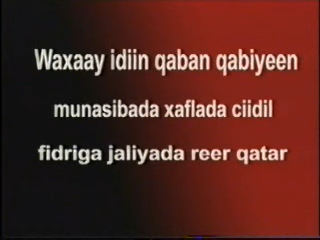 Waxaay idiin qaban qabiyeen
munasibada xaflada ciidil
fidriga jaliyada reer qatar